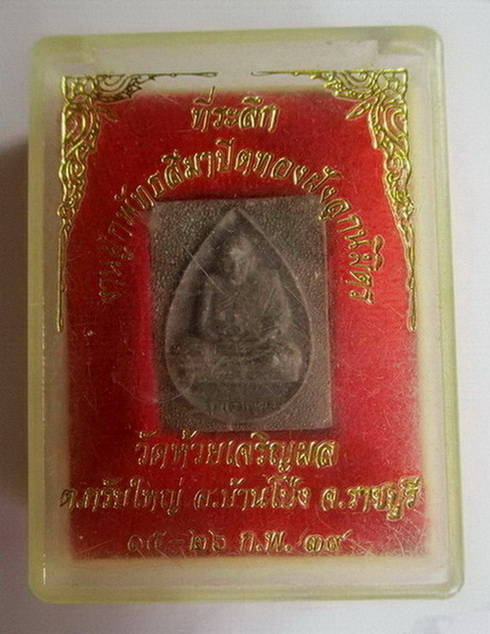 ที่ระลึก
งานผูกพัทธสีมาปิดทองฝังลูกนิมิตร
วัดห้วยเจริญผล
ต.กรับใหญ่ อ.บ้านโป่ง จ.ราชบุรี
๑๕-๒๖ ก.พ. ๓๙